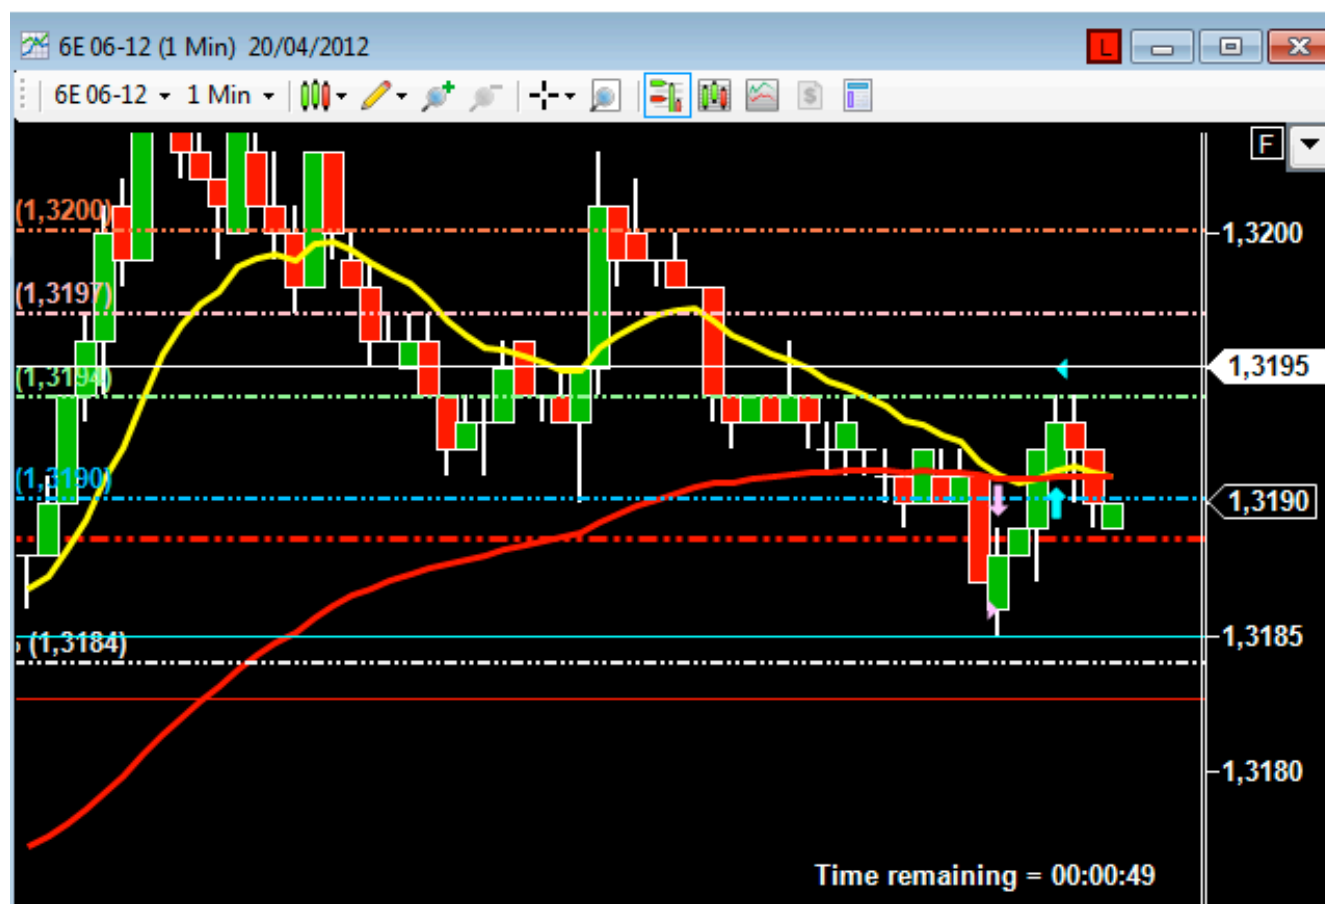 6E 06-12 (1 Min) 20/04/2012
L
6E 06-12 1 Min
F
(1,3200)
1,3200
(1,3197)
1,3195
(1,3194)
(1,3190)
1,3190
(1,3184)
1,3185
1,3180
Time remaining = 00:00:49